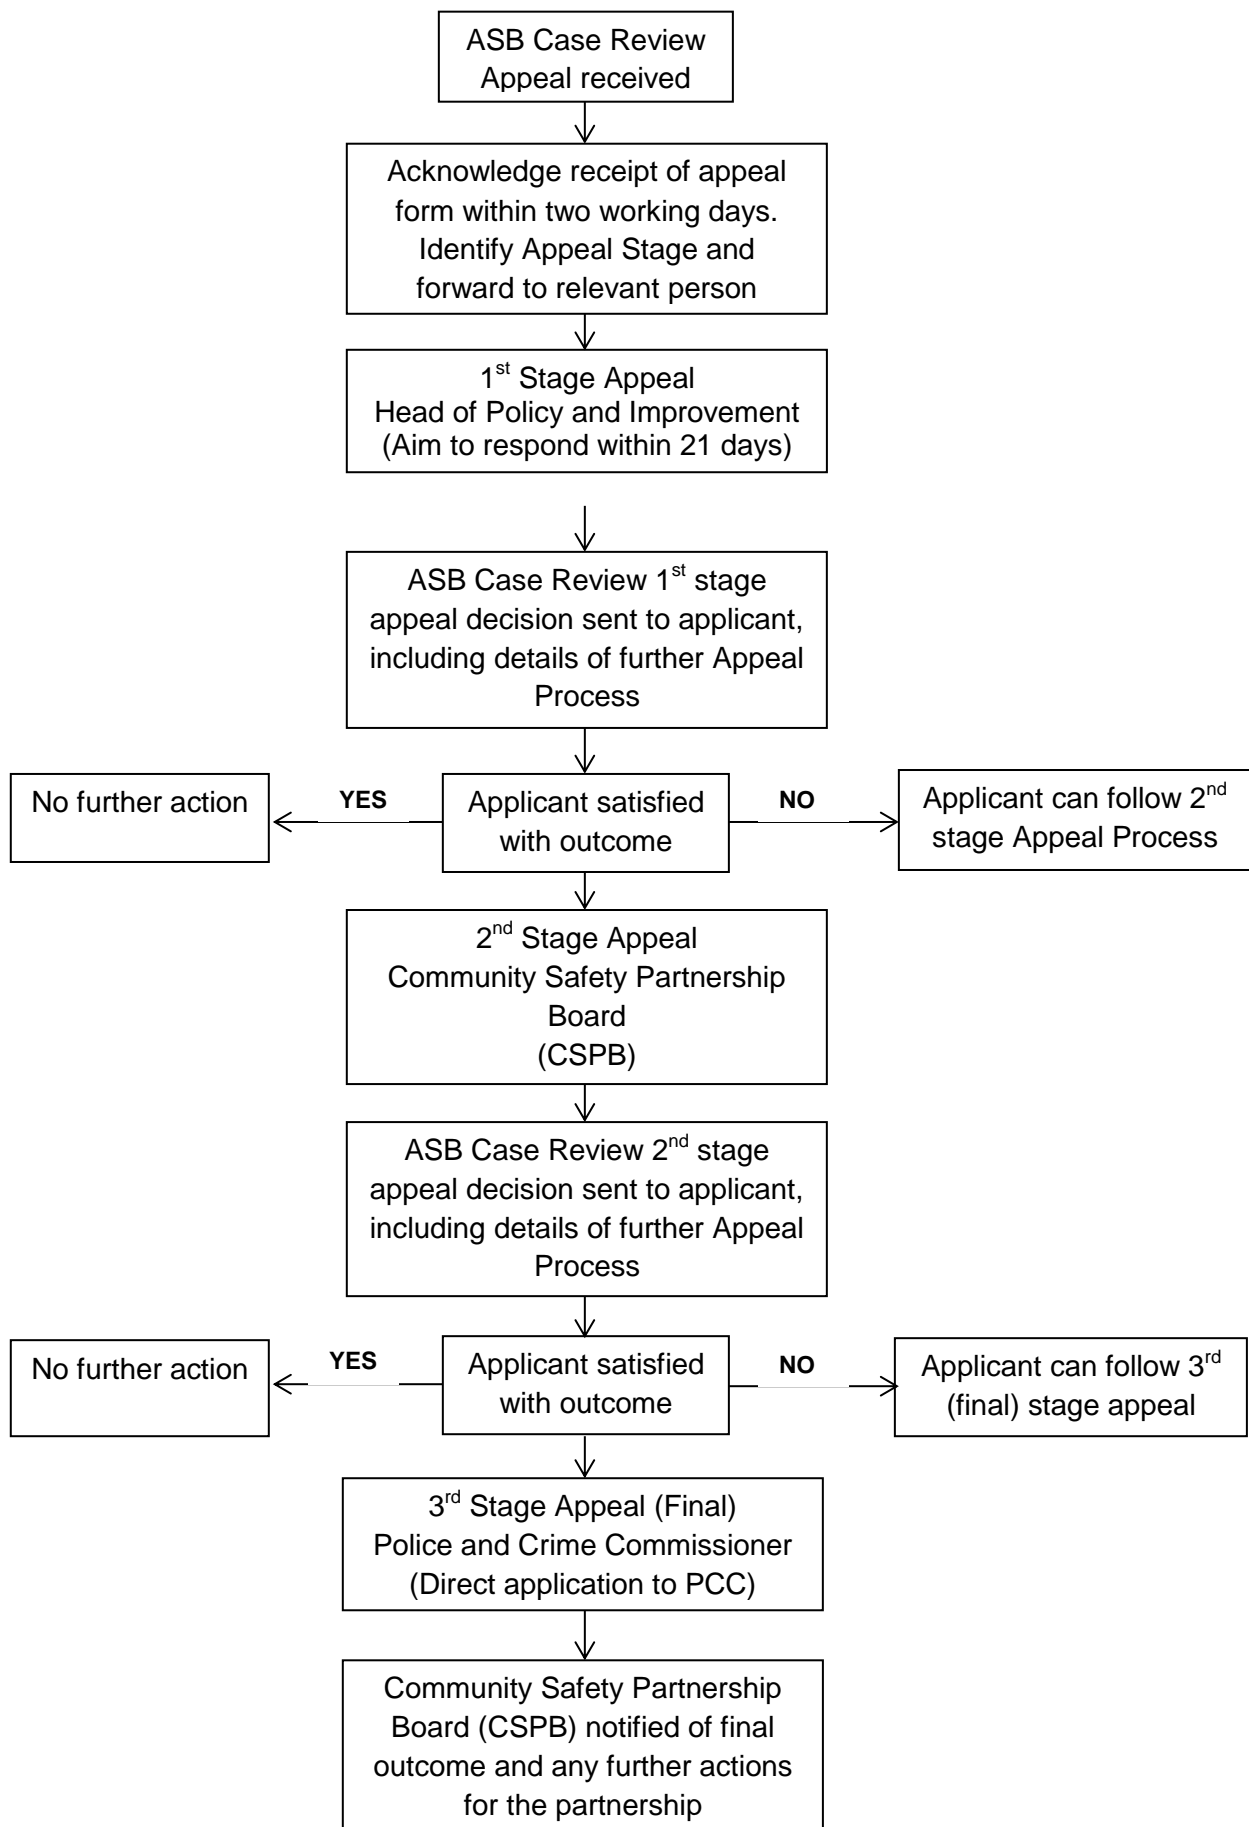 ASB Case Review
Appeal received
Acknowledge receipt of appeal
form within two working days.
Identify Appeal Stage and
forward to relevant person
1st Stage Appeal
Head of Policy and Improvement
(Aim to respond within 21 days)
ASB Case Review 1st stage
appeal decision sent to applicant,
including details of further Appeal
Process
No further action
YES
Applicant satisfied
with outcome
NO
Applicant can follow 2nd
stage Appeal Process
2nd Stage Appeal
Community Safety Partnership
Board
(CSPB)
ASB Case Review 2nd stage
appeal decision sent to applicant,
including details of further Appeal
Process
No further action
YES
Applicant satisfied
with outcome
NO
Applicant can follow 3rd
(final) stage appeal
3rd Stage Appeal (Final)
Police and Crime Commissioner
(Direct application to PCC)
Community Safety Partnership
Board (CSPB) notified of final
outcome and any further actions
for the partnership